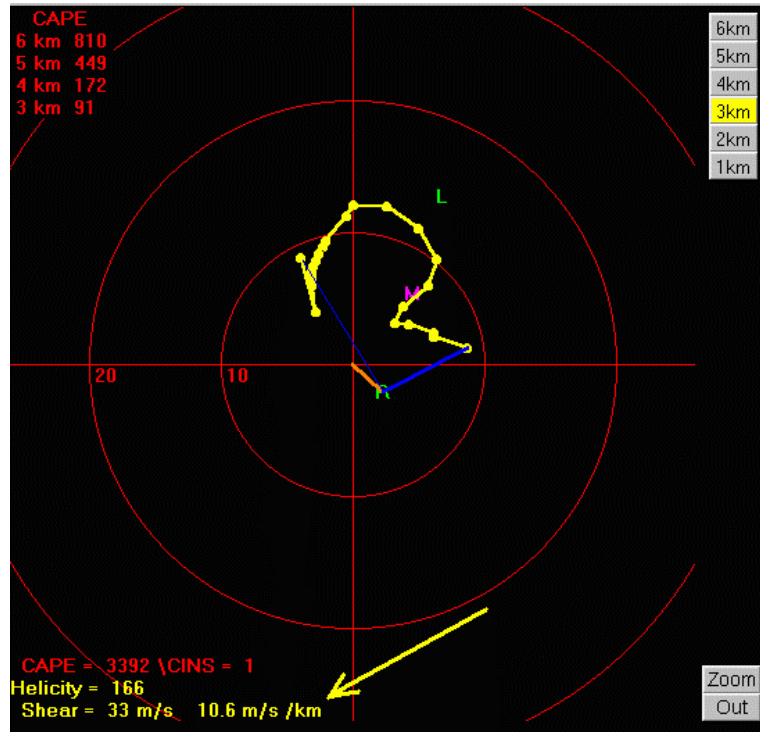 CAPE
6 km 810
5 km 449
4 km 172
3 km 91
6km
5km
4km
3km
2km
1km
L
M
20
10
R
CAPE = 3392 \CINS = 1
Helicity = 166
Shear = 33 m/s 10.6 m/s /km
Zoom
Out